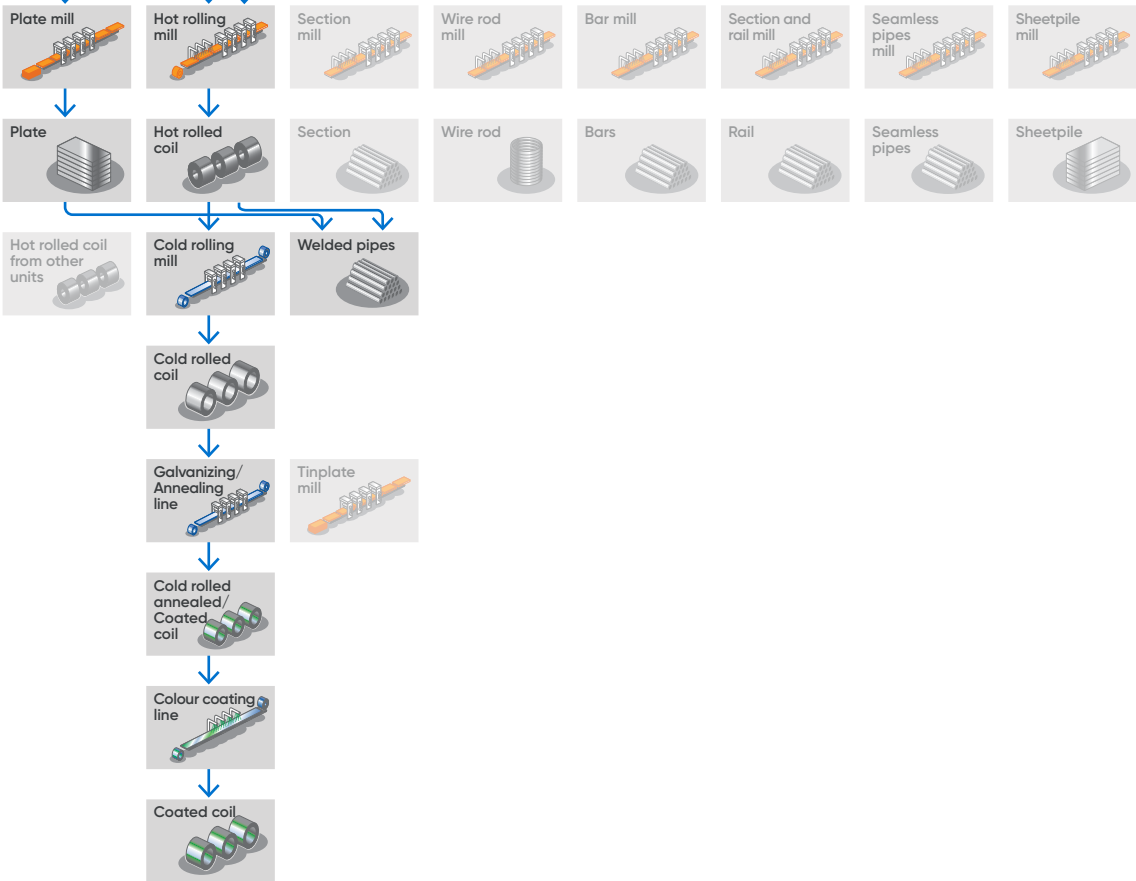 Plate mill
Hot rolling
mill
Section
mill
Wire rod
mill
Bar mill
Section and
rail mill
Seamless
pipes
mill
Sheetpile
mill
Plate
Hot rolled
coil
Section
Wire rod
Bars
Rail
Seamless
pipes
Sheetpile
Hot rolled coil
from other
units
Cold rolling
mill
Welded pipes
Cold rolled
coil
Galvanizing/
Annealing
line
Tinplate
mill
Cold rolled
annealed/
Coated
coil
Colour coating
line
Coated coil